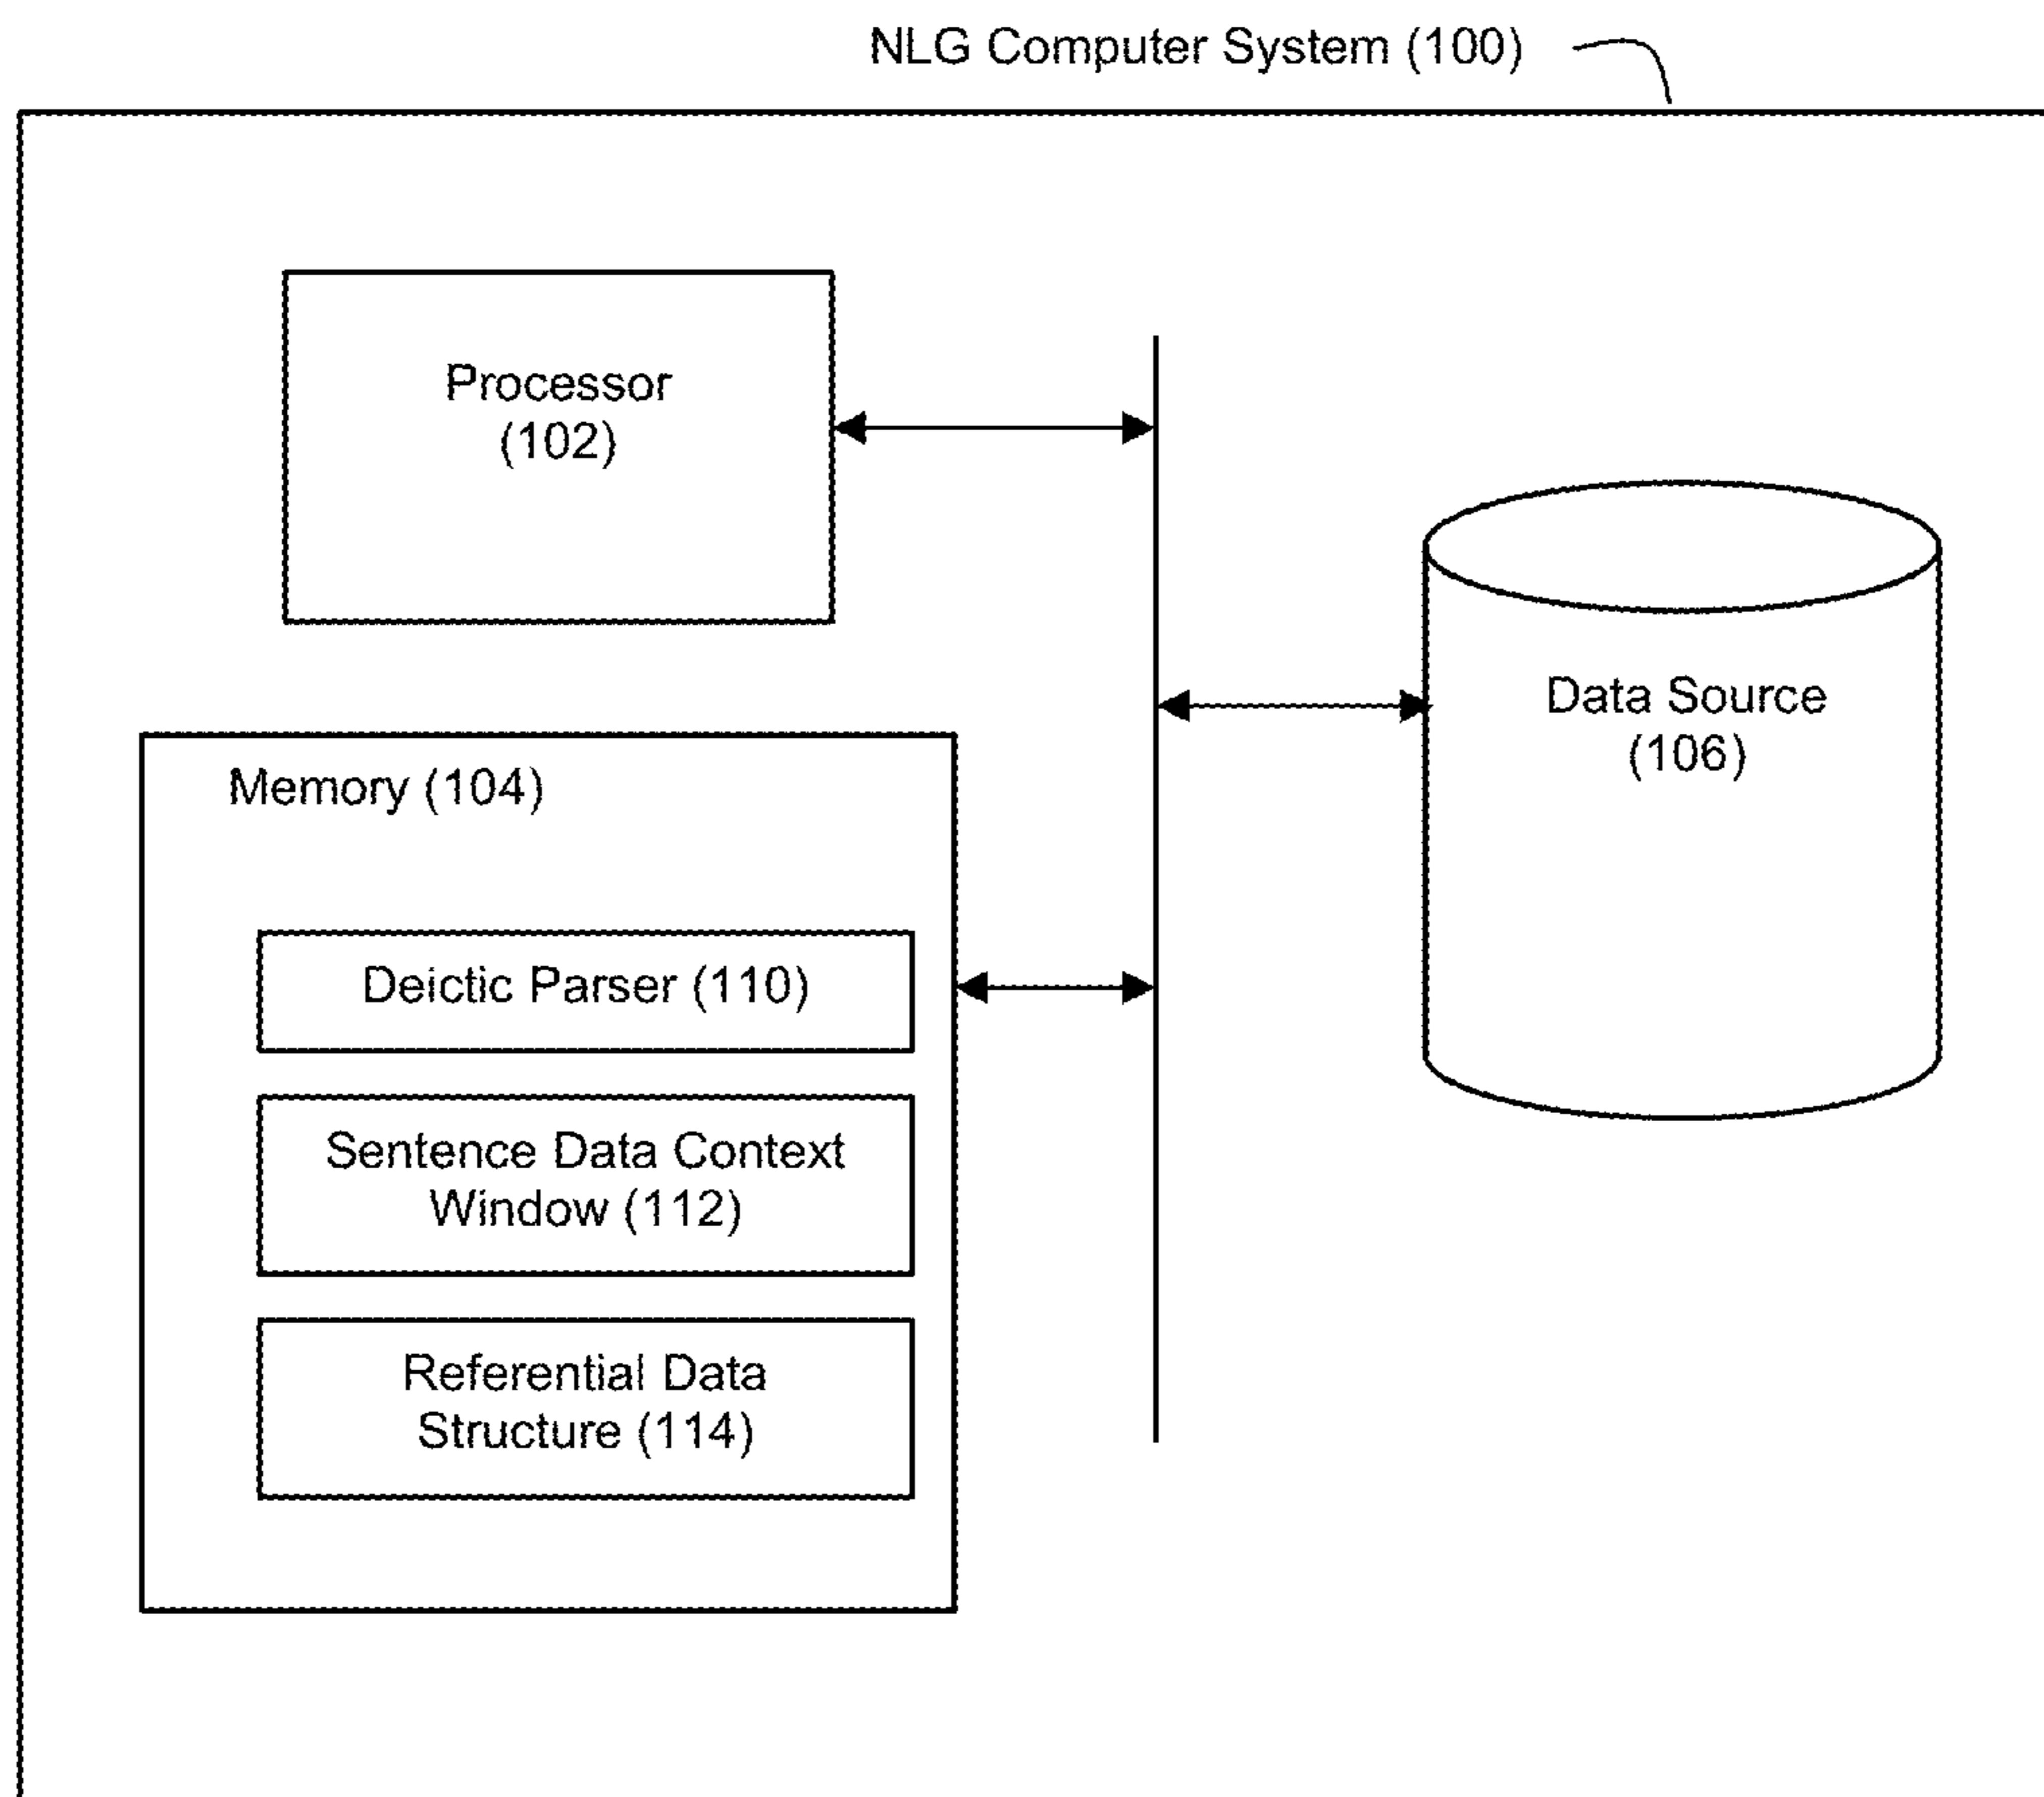 NLG Computer System (100)
Processor
(102)
Data Source
(106)
Memory (104)
Deictic Parser (110)
Sentence Data Context
Window (112)
Referential Data
Structure (114)